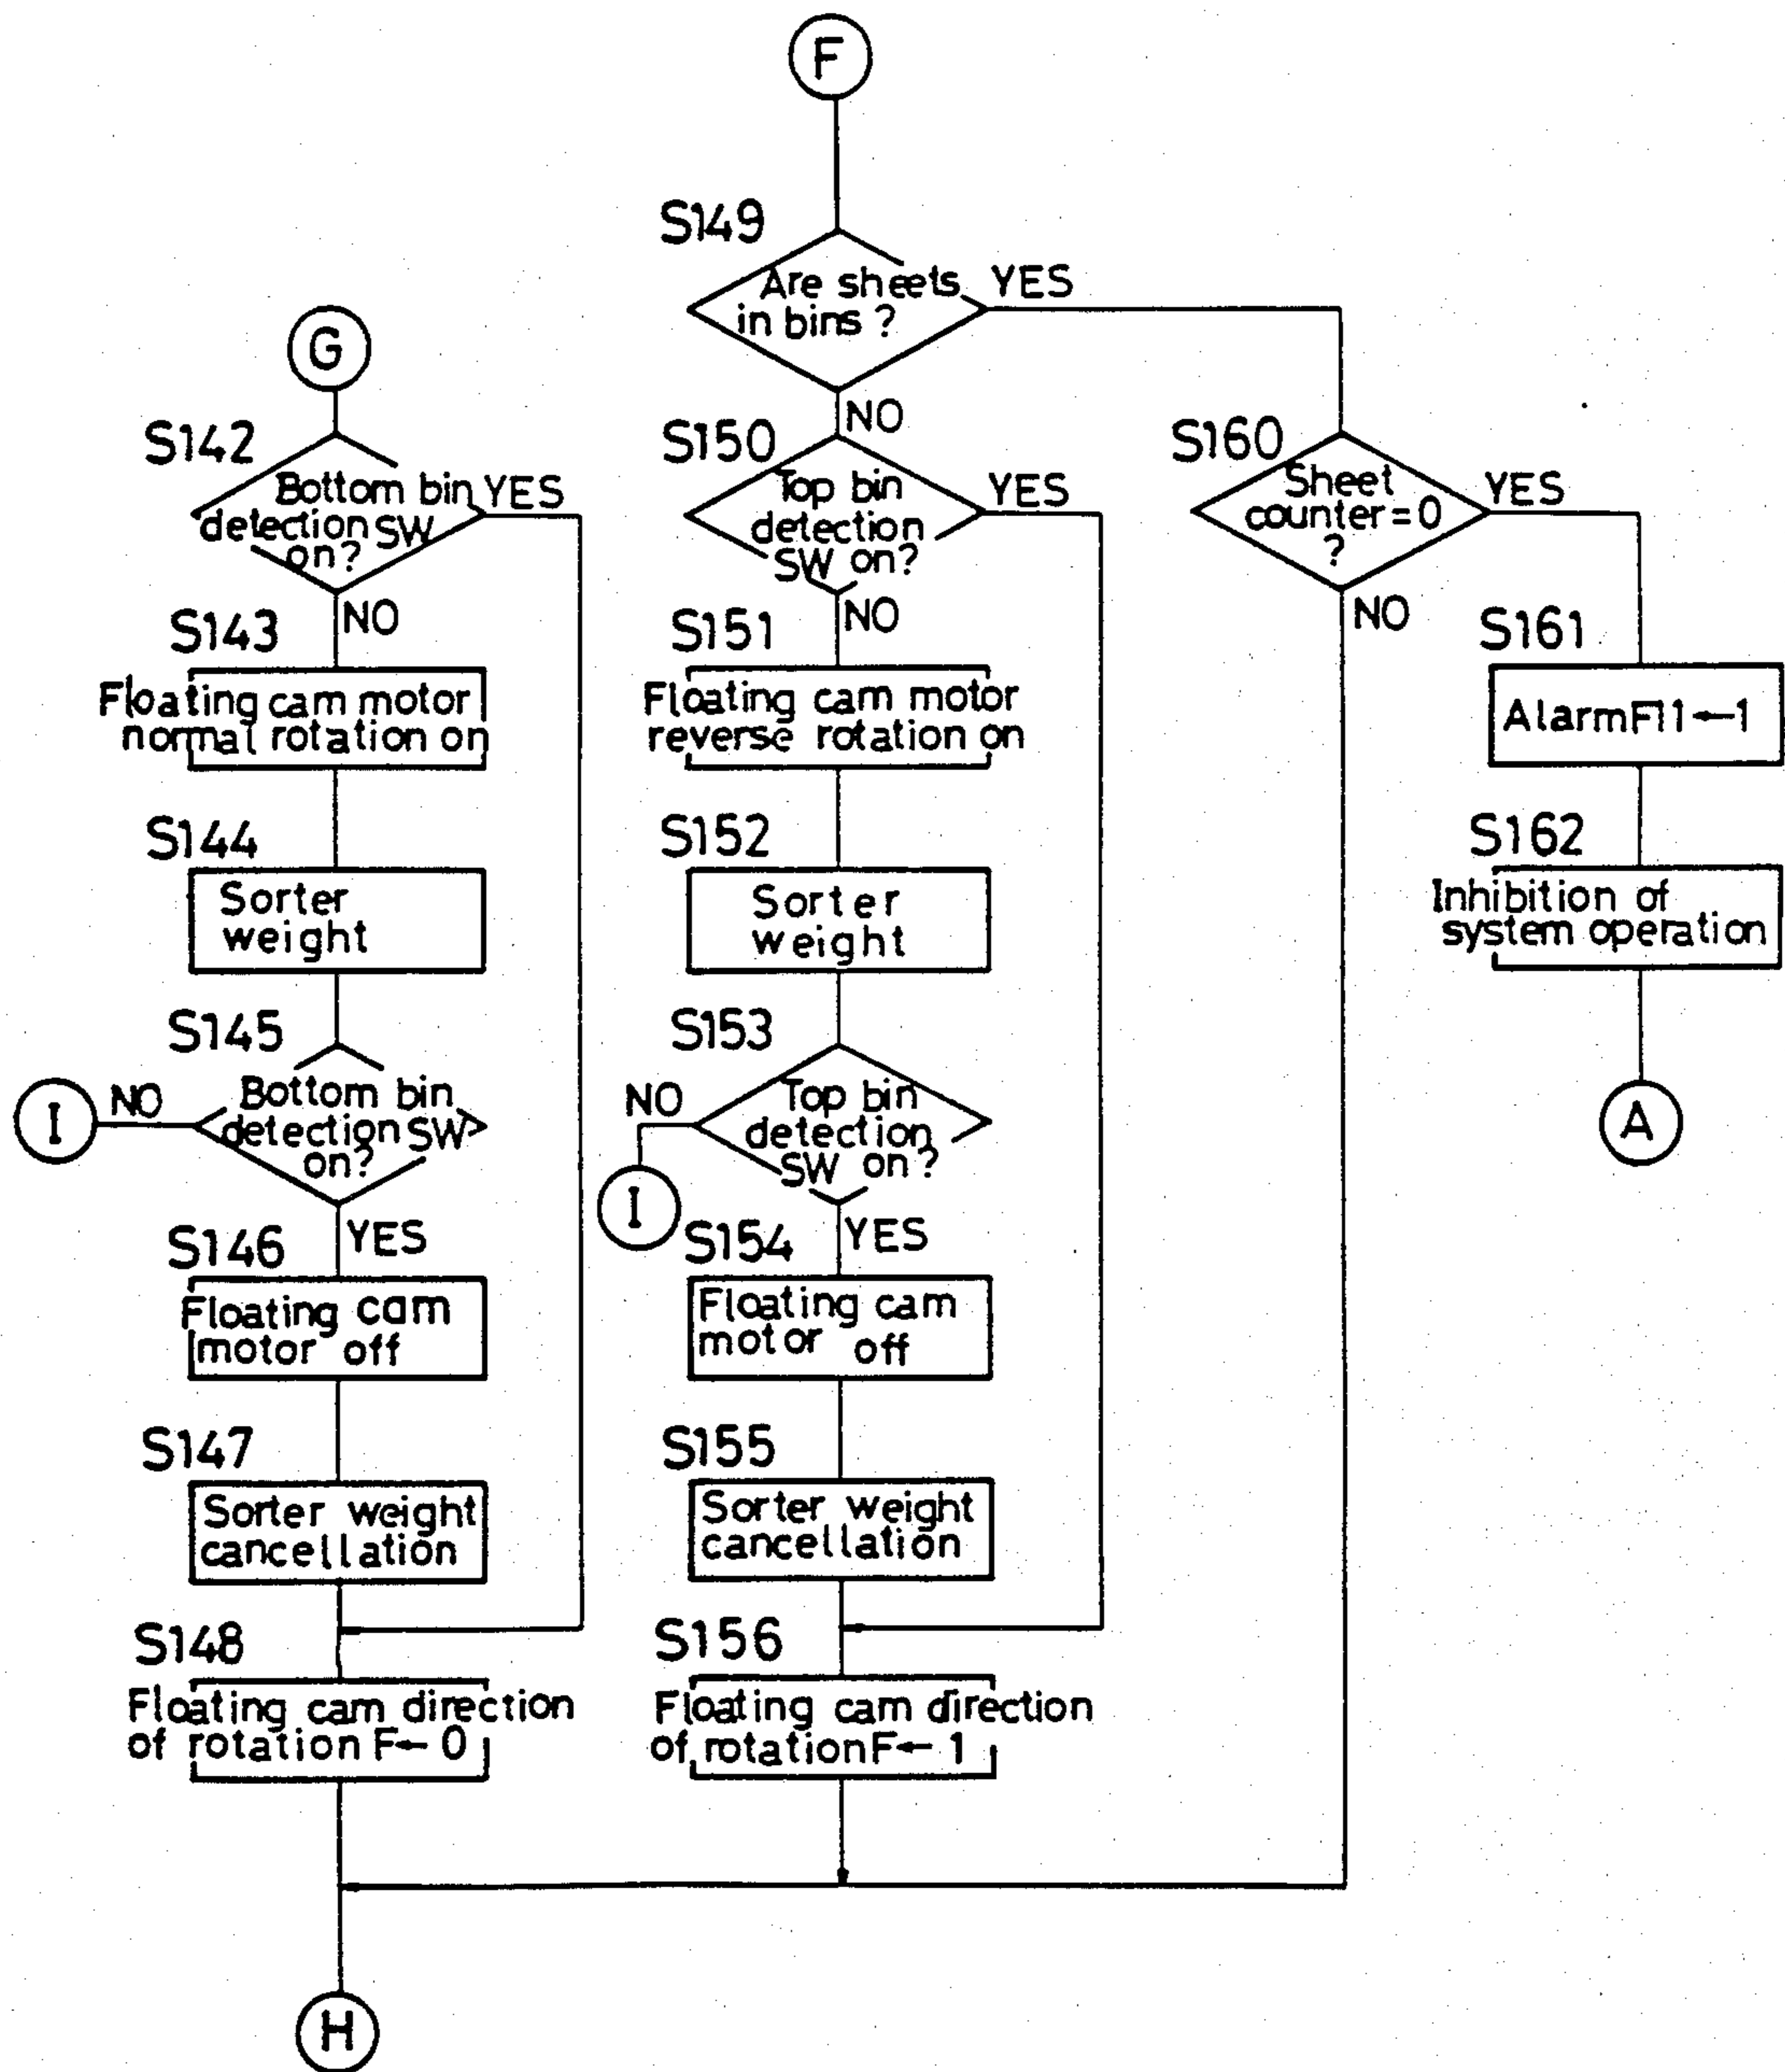 F
S149
Are sheets
in bins ?
YES
NO
G
S142
Bottom bin
detection SW
on?
YES
NO
S150
Top bin
detection
SW on?
YES
NO
S160
Sheet
counter=0
?
YES
NO
S143
Floating cam motor
normal rotation on
S151
Floating cam motor
reverse rotation on
S161
Alarm F11←1
S144
Sorter
weight
S152
Sorter
weight
S162
Inhibition of
system operation
S145
Bottom bin
detection SW
on?
NO
I
YES
S153
Top bin
detection
SW on?
NO
I
YES
A
S146
Floating cam
motor off
S154
Floating cam
motor off
S147
Sorter weight
cancellation
S155
Sorter weight
cancellation
S148
Floating cam direction
of rotation F← 0
S156
Floating cam direction
of rotation F← 1
H